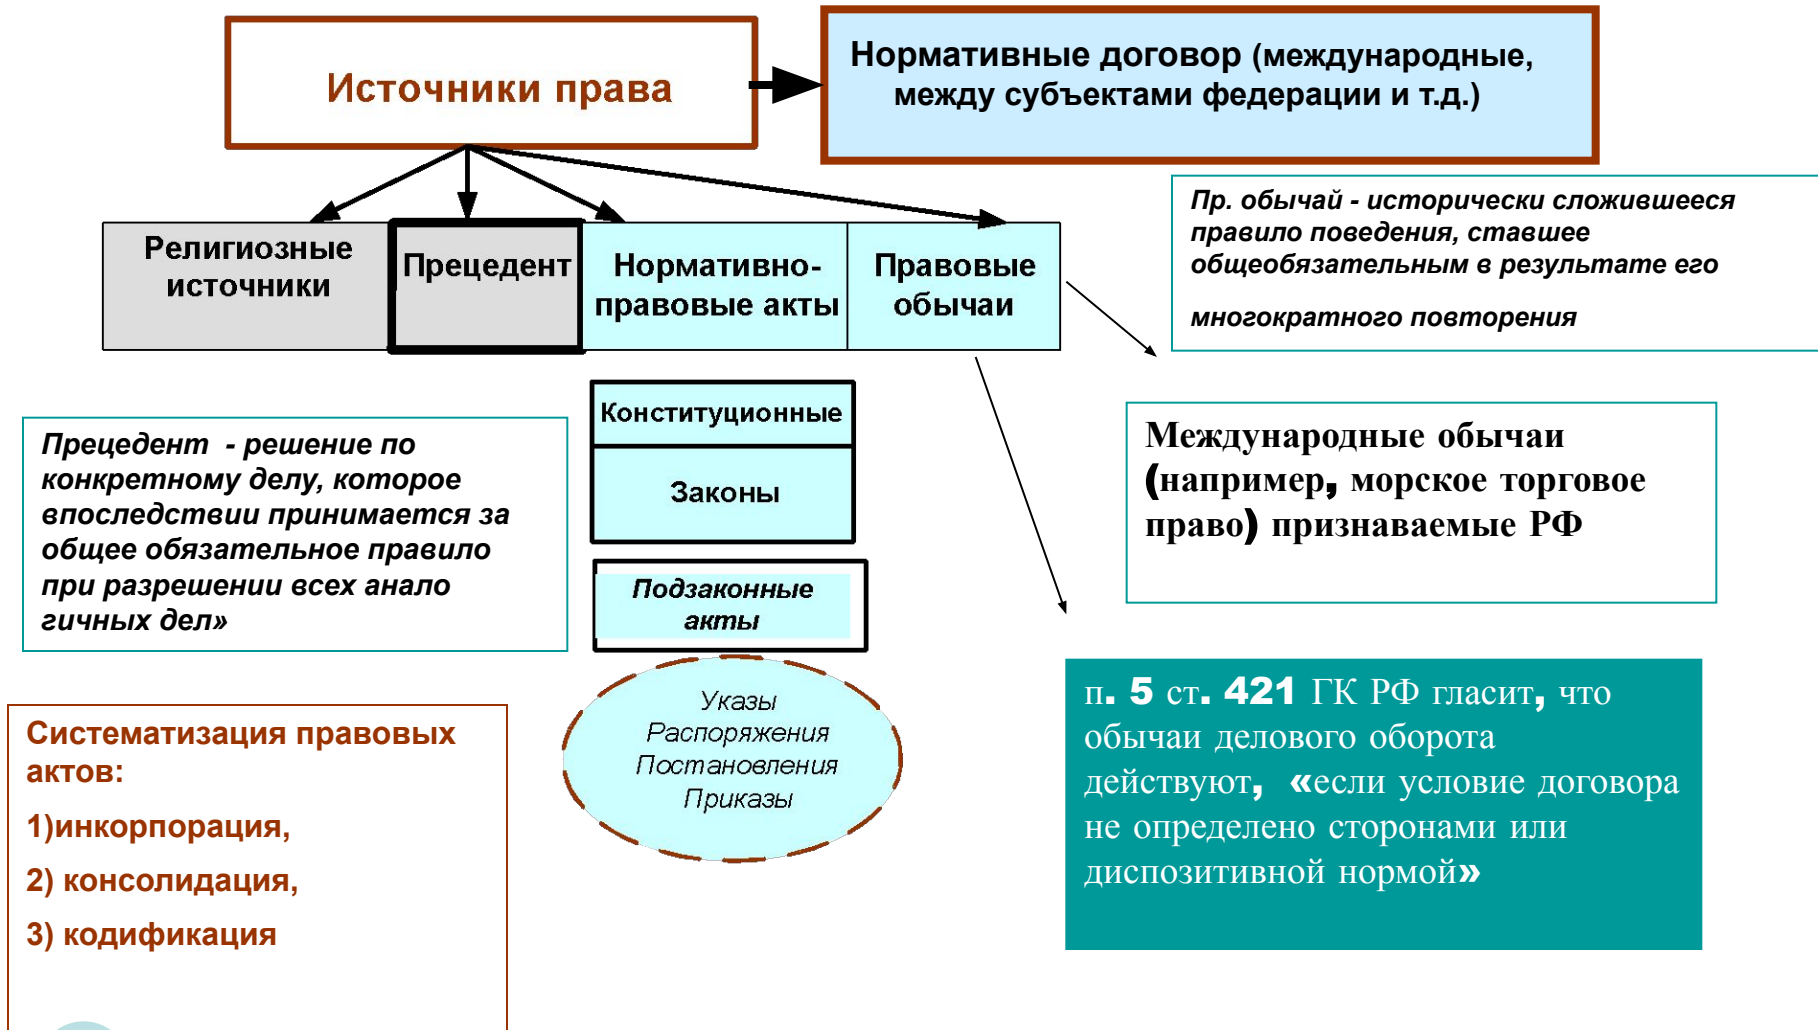 Источники права
Нормативные договор (международные,
между субъектами федерации и т.д.)
Религиозные
источники
Прецедент
Нормативно-
правовые акты
Правовые
обычаи
Пр. обычай - исторически сложившееся
правило поведения, ставшее
общеобязательным в результате его
многократного повторения
Конституционные
Законы
Подзаконные
акты
Указы
Распоряжения
Постановления
Приказы
Прецедент - решение по
конкретному делу, которое
впоследствии принимается за
общее обязательное правило
при разрешении всех анало
гичных дел»
Международные обычаи
(например, морское торговое
право) признаваемые РФ
п. 5 ст. 421 ГК РФ гласит, что
обычаи делового оборота
действуют, «если условие договора
не определено сторонами или
диспозитивной нормой»
Систематизация правовых
актов:
1)инкорпорация,
2) консолидация,
3) кодификация